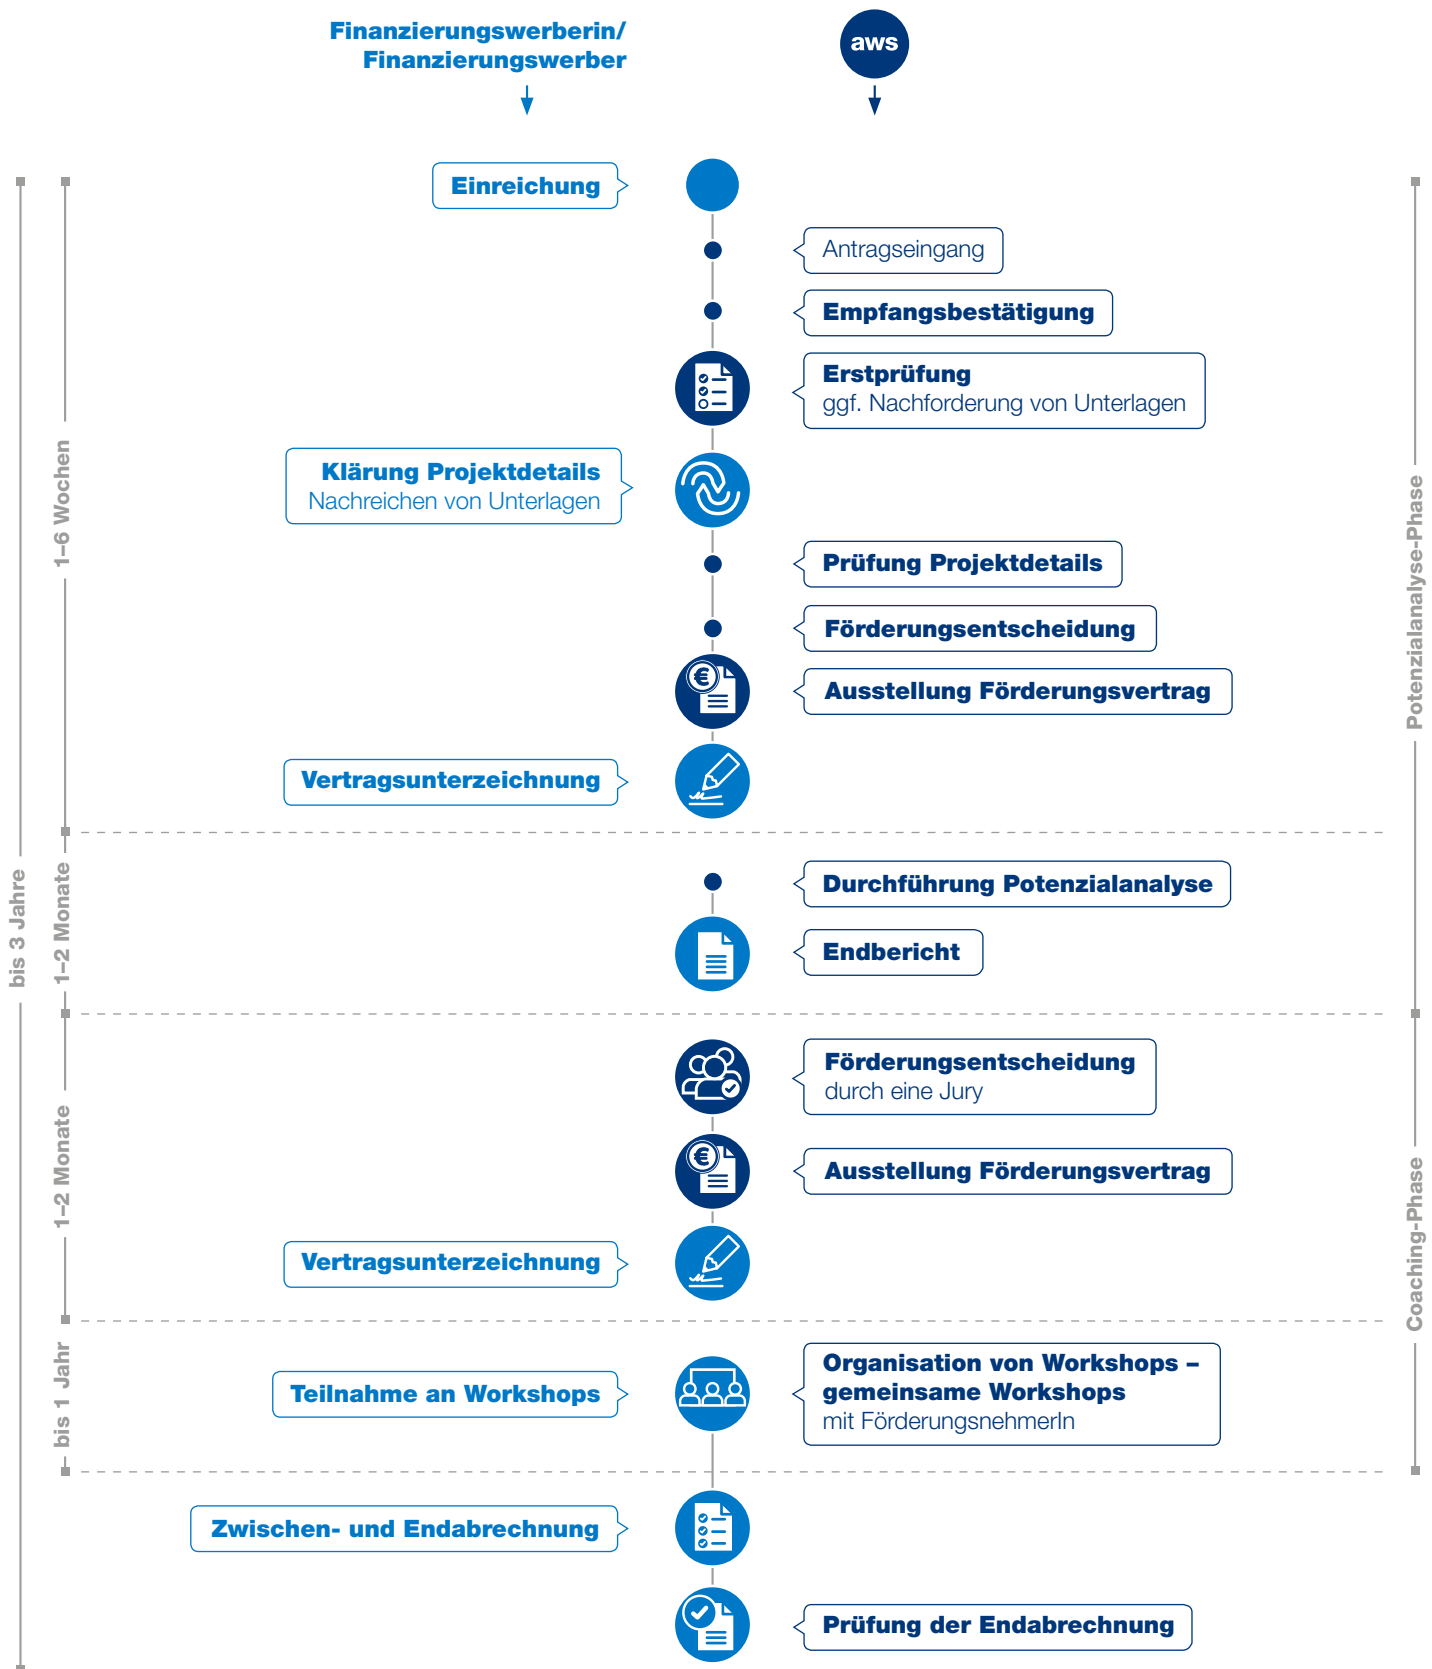 Finanzierungswerberin/
Finanzierungswerber
aws
Einreichung
Antragseingang
Empfangsbestätigung
Erstprüfung
ggf. Nachforderung von Unterlagen
Klärung Projektdetails
Nachreichen von Unterlagen
Prüfung Projektdetails
Förderungsentscheidung
Ausstellung Förderungsvertrag
Vertragsunterzeichnung
1–6 Wochen
Potenzialanalyse-Phase
bis 3 Jahre
1–2 Monate
Durchführung Potenzialanalyse
Endbericht
1–2 Monate
Förderungsentscheidung
durch eine Jury
Ausstellung Förderungsvertrag
Vertragsunterzeichnung
Coaching-Phase
bis 1 Jahr
Teilnahme an Workshops
Organisation von Workshops –
gemeinsame Workshops
mit FörderungsnehmerIn
Zwischen- und Endabrechnung
Prüfung der Endabrechnung